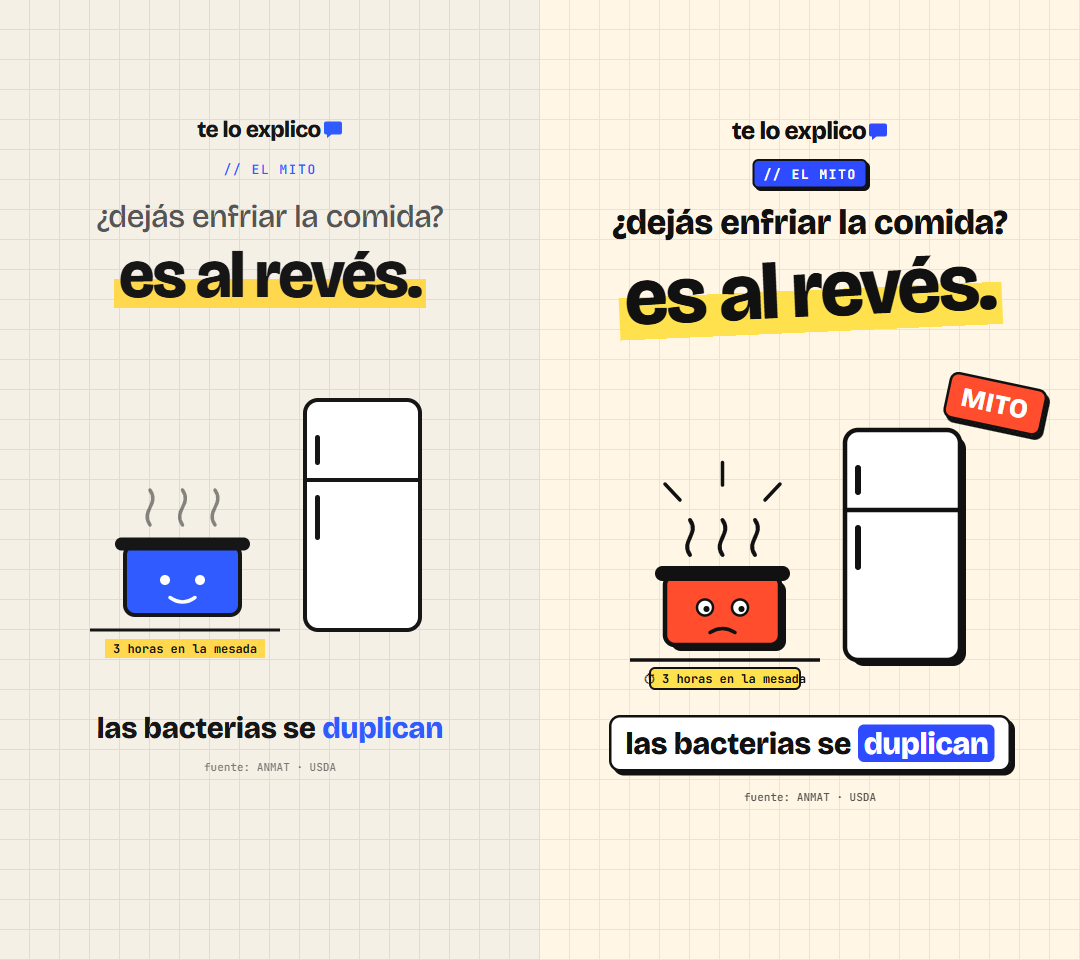 te lo explico
// EL MITO
¿dejás enfriar la comida?
es al revés.
3 horas en la mesada
las bacterias se duplican
fuente: ANMAT · USDA
te lo explico
// EL MITO
¿dejás enfriar la comida?
es al revés.
MITO
⏱ 3 horas en la mesada
las bacterias se duplican
fuente: ANMAT · USDA